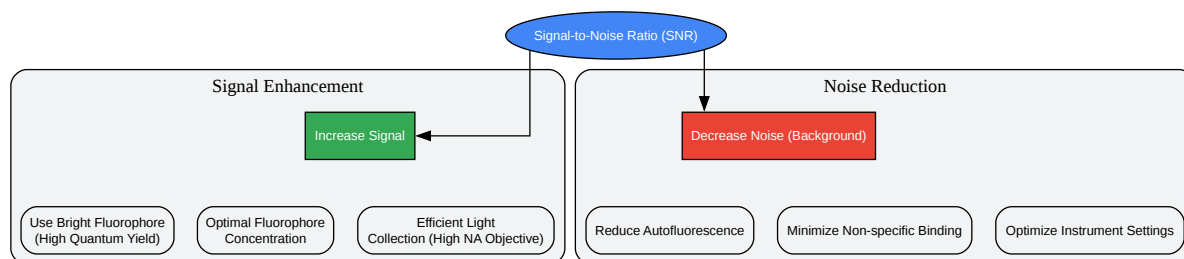 Signal-to-Noise Ratio (SNR)
Signal Enhancement
Noise Reduction
Increase Signal
Decrease Noise (Background)
Use Bright Fluorophore
(High Quantum Yield)
Optimal Fluorophore
Concentration
Efficient Light
Collection (High NA Objective)
Reduce Autofluorescence
Minimize Non-specific Binding
Optimize Instrument Settings